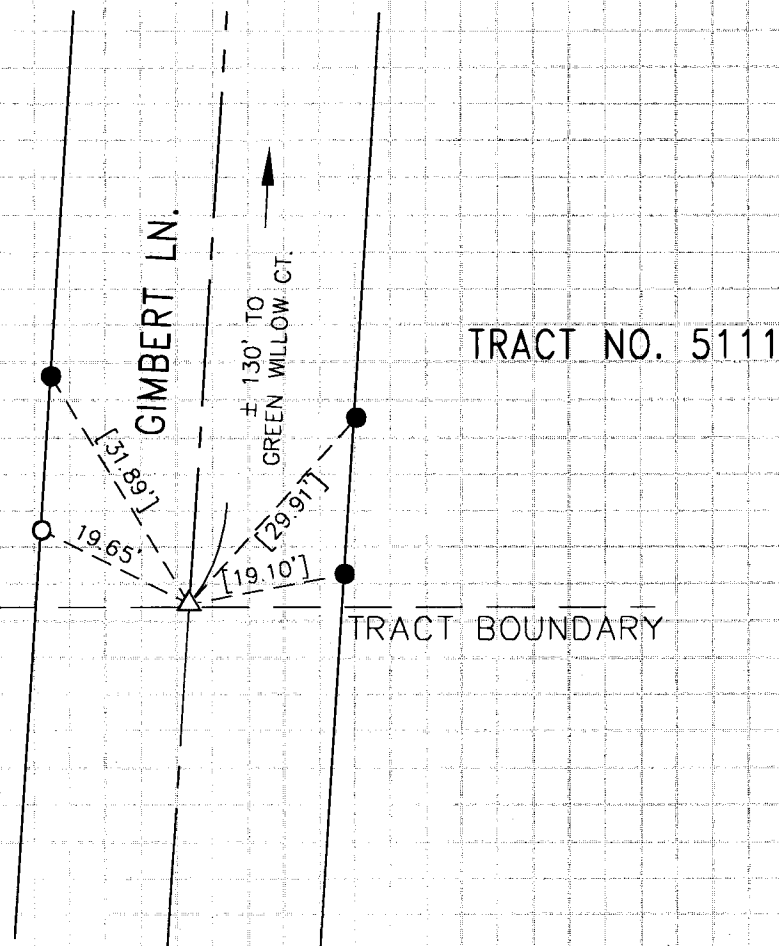 GIMBERT LN.
± 130' TO
GREEN WILLOW CT.
TRACT NO. 5111
[31.89']
[29.91']
19.65'
[19.10']
TRACT BOUNDARY